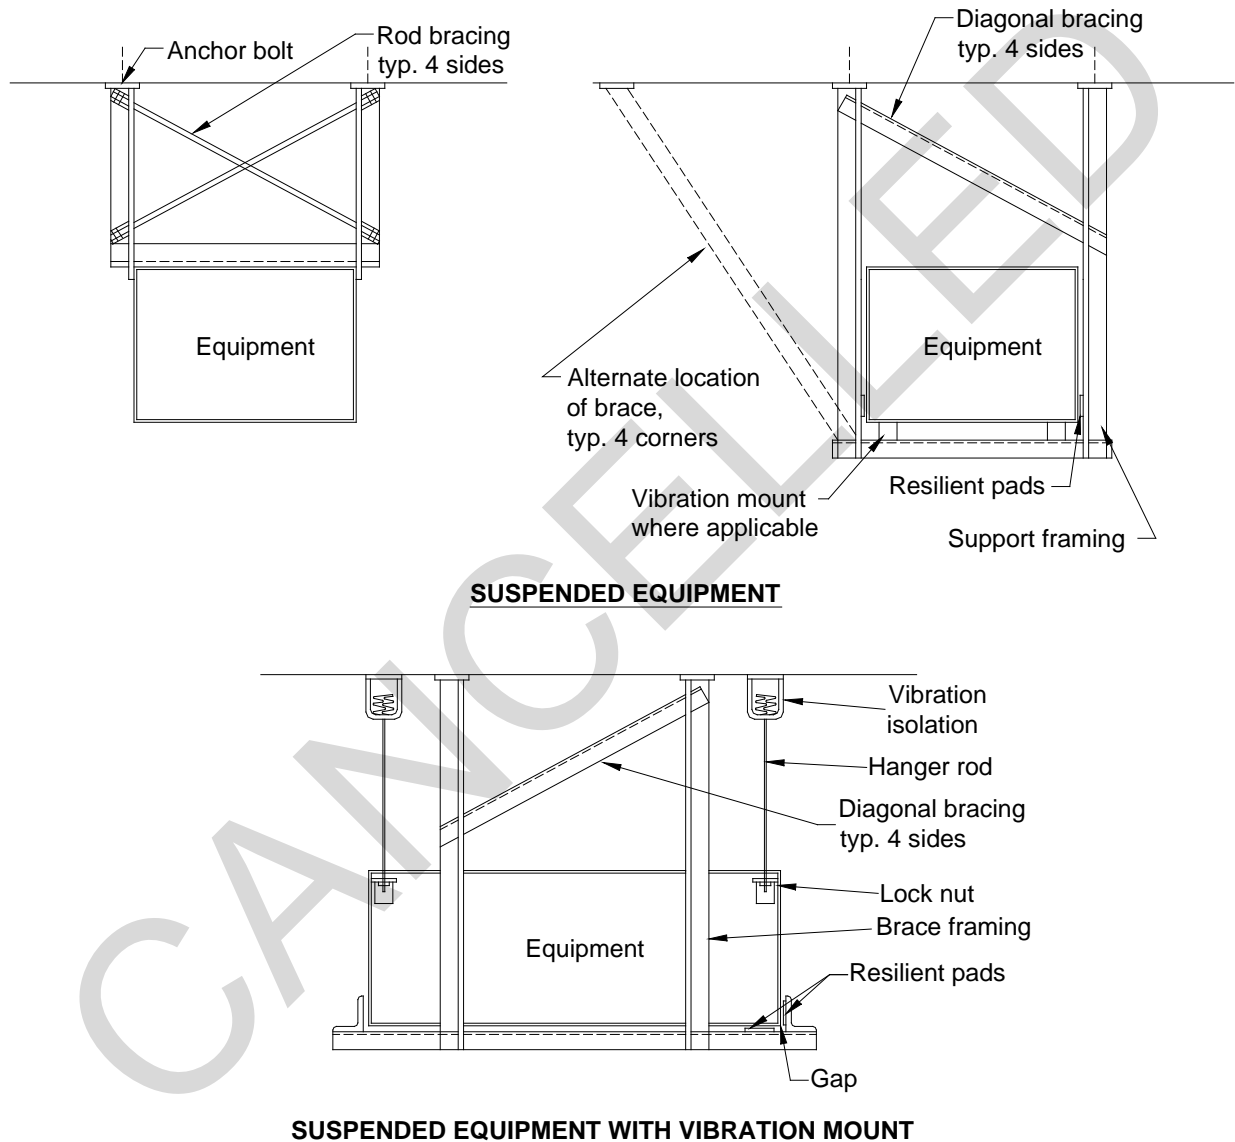 Anchor bolt
Rod bracing
typ. 4 sides
Equipment
Diagonal bracing
typ. 4 sides
Equipment
Alternate location
of brace,
typ. 4 corners
Resilient pads
Vibration mount
where applicable
Support framing
SUSPENDED EQUIPMENT
Vibration
isolation
Hanger rod
Diagonal bracing
typ. 4 sides
Lock nut
Brace framing
Equipment
Resilient pads
Gap
SUSPENDED EQUIPMENT WITH VIBRATION MOUNT
CANCELLED